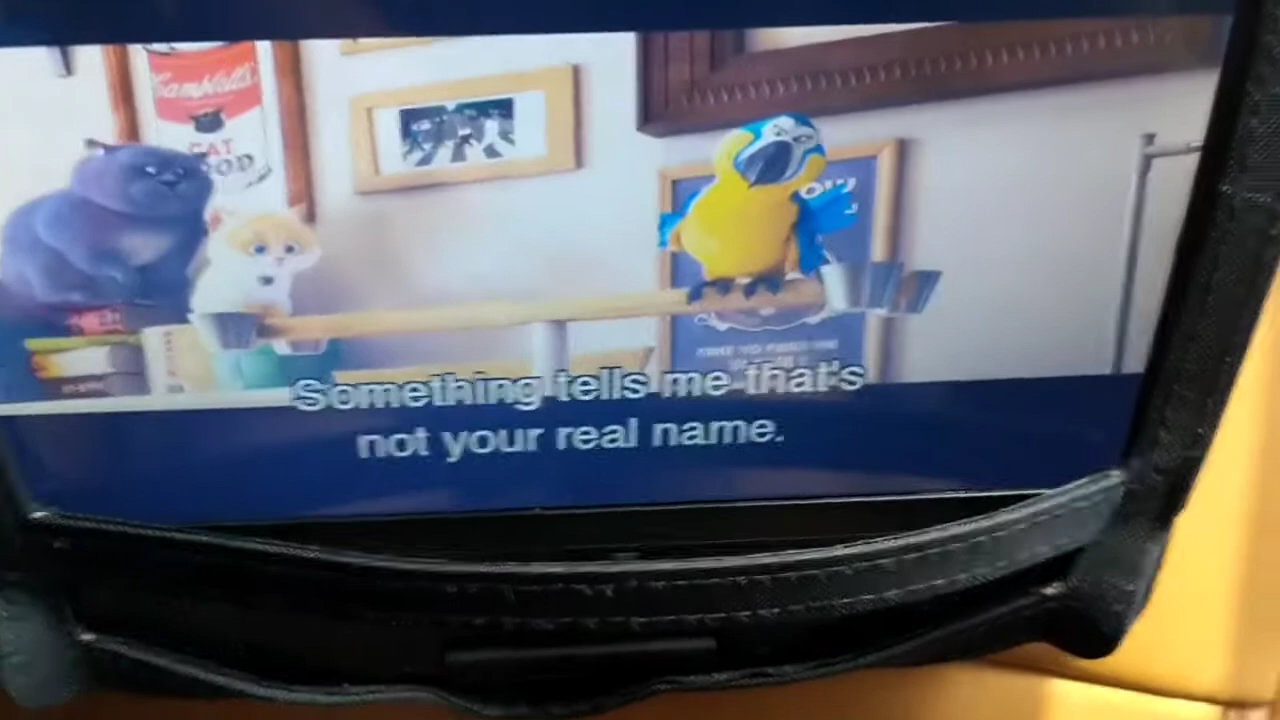 Campbell's
CAT
FOOD
Something tells me that's
not your real name.